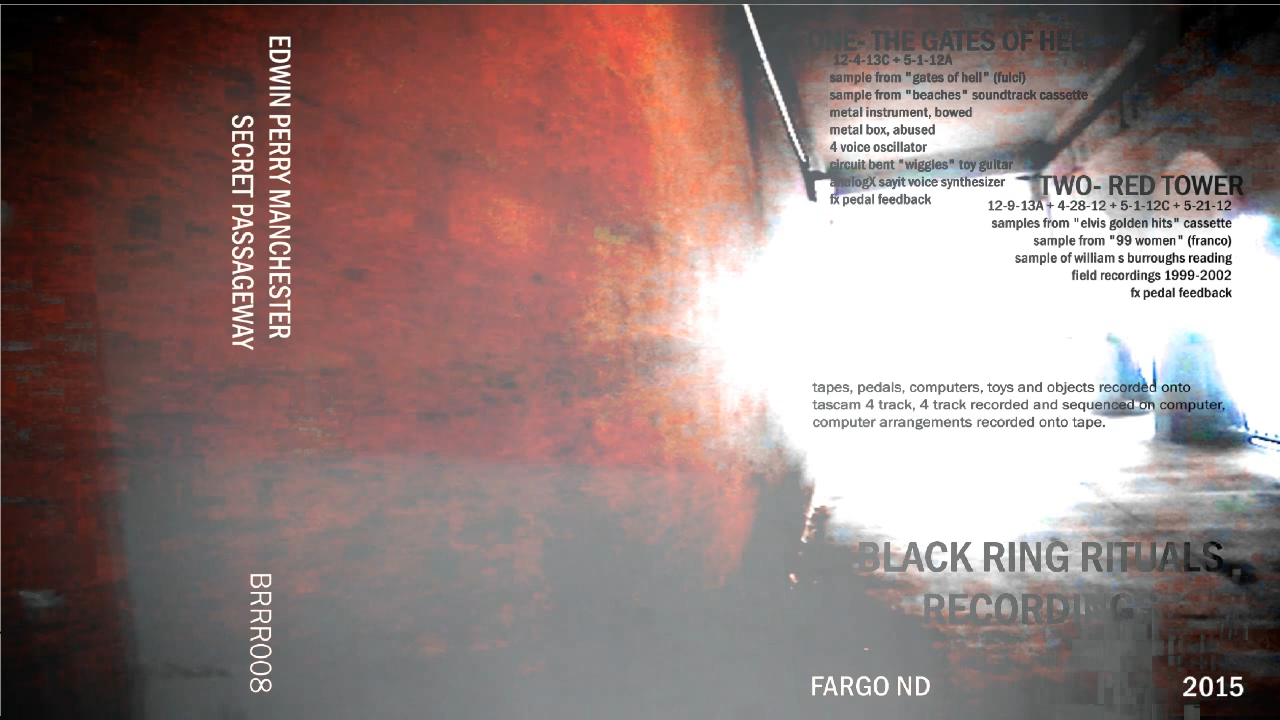 EDWIN PERRY MANCHESTER
SECRET PASSAGEWAY
BRRR008
ONE- THE GATES OF HELL
12-4-13C + 5-1-12A
sample from "gates of hell" (fulci)
sample from "beaches" soundtrack cassette
metal instrument, bowed
metal box, abused
4 voice oscillator
circuit bent "wiggles" toy guitar
analogX sayit voice synthesizer
fx pedal feedback
TWO- RED TOWER
12-9-13A + 4-28-12 + 5-1-12C + 5-21-12
samples from "elvis golden hits" cassette
sample from "99 women" (franco)
sample of william s burroughs reading
field recordings 1999-2002
fx pedal feedback
tapes, pedals, computers, toys and objects recorded onto
tascam 4 track, 4 track recorded and sequenced on computer,
computer arrangements recorded onto tape.
BLACK RING RITUALS
RECORDING
FARGO ND
2015